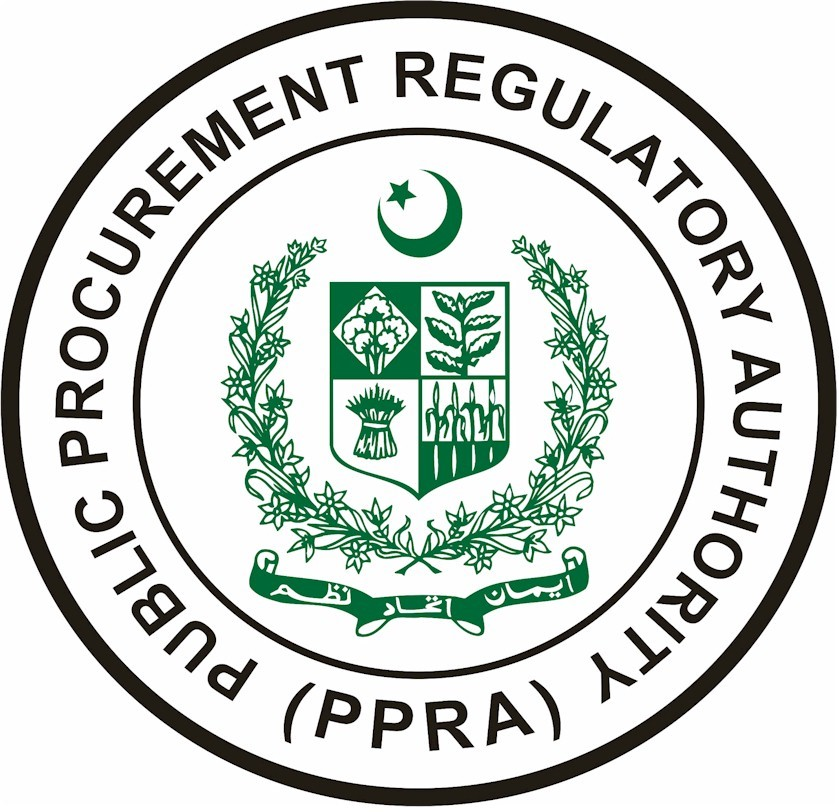 PUBLIC PROCUREMENT REGULATORY AUTHORITY
(PPRA)
ایمان اتحاد نظم